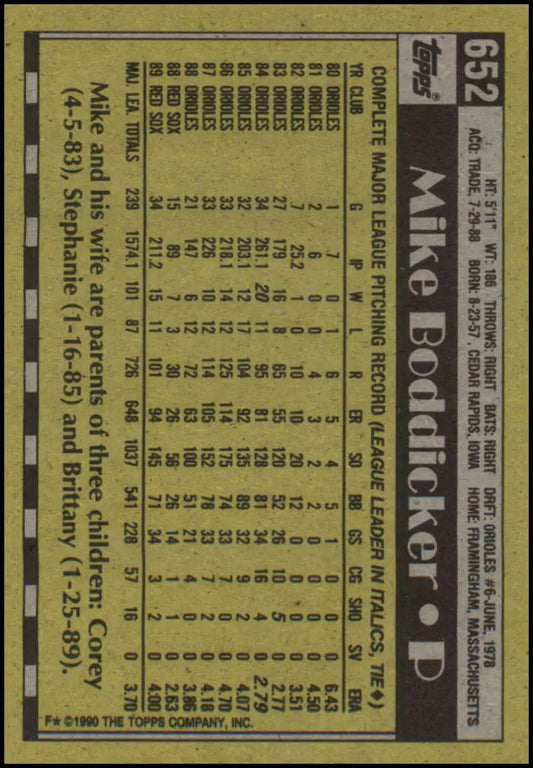 652
HT: 5'11" WT: 186 THROWS: RIGHT BATS: RIGHT DRFT: ORIOLES #6-JUNE, 1978
ACQ: TRADE, 7-29-88 BORN: 8-23-57, CEDAR RAPIDS, IOWA HOME: FRAMINGHAM, MASSACHUSETTS
topps®
Mike Boddicker • P
COMPLETE MAJOR LEAGUE PITCHING RECORD (LEAGUE LEADER IN ITALICS, TIE♦)
YR CLUB G IP W L R ER SO BB GS CG SHO SV ERA
80 ORIOLES 1 7 0 1 6 5 4 5 1 0 0 0 6.43
81 ORIOLES 2 6 0 0 4 3 2 2 0 0 0 0 4.50
82 ORIOLES 7 25.2 1 0 10 10 20 12 0 0 0 0 3.51
83 ORIOLES 27 179 16 8 65 55 120 52 26 10 5 0 2.77
84 ORIOLES 34 261.1 20 11 95 81 128 81 34 16 4 0 2.79
85 ORIOLES 32 203.1 12 17 104 92 135 89 32 9 2 0 4.07
86 ORIOLES 33 218.1 14 12 125 114 175 74 33 7 0 0 4.70
87 ORIOLES 33 226 10 12 114 105 152 78 33 7 2 0 4.18
88 ORIOLES 21 147 6 12 72 63 100 51 21 4 0 0 3.86
88 RED SOX 15 89 7 3 30 26 56 26 14 1 1 0 2.63
89 RED SOX 34 211.2 15 11 101 94 145 71 34 3 2 0 4.00
MAJ. LEA. TOTALS 239 1574.1 101 87 726 648 1037 541 228 57 16 0 3.70
Mike and his wife are parents of three children: Corey
(4-5-83), Stephanie (1-16-85) and Brittany (1-25-89).
F* ©1990 THE TOPPS COMPANY, INC.